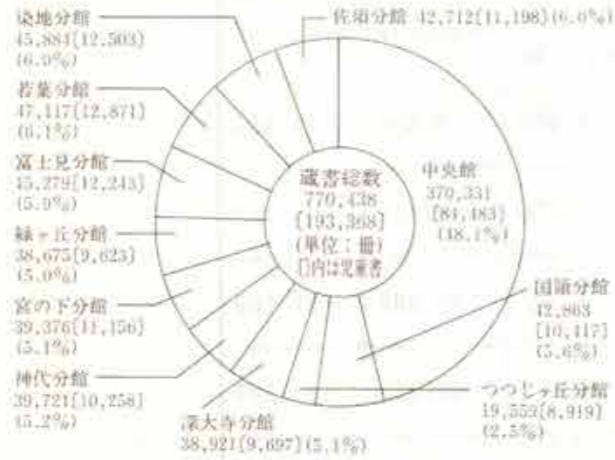 佐須分館 42,712[11,198](6.0%)
中央館
370,331
[84,483]
(48.1%)
国領分館
42,863
[10,417]
(5.6%)
つつじヶ丘分館
19,559[8,919]
(2.5%)
深大寺分館
38,921[9,697](5.1%)
神代分館
39,721[10,258]
(5.2%)
宮の下分館
39,376[11,156]
(5.1%)
緑ヶ丘分館
38,675[9,623]
(5.0%)
富士見分館
45,279[12,243]
(5.9%)
若葉分館
47,117[12,871]
(6.1%)
染地分館
45,884[12,503]
(6.0%)
蔵書総数
770,438
[193,368]
(単位:冊)
[]内は児童書